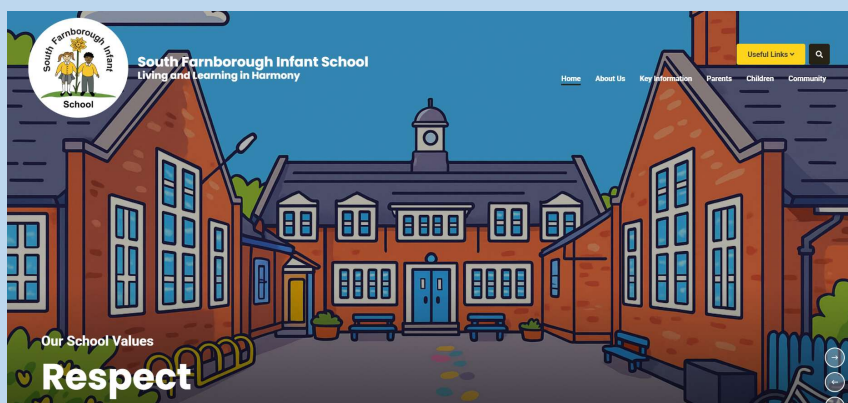 South Farnborough Infant
School
South Farnborough Infant School
Living and Learning in Harmony
Useful Links
Home About Us Key Information Parents Children Community
Our School Values
Respect